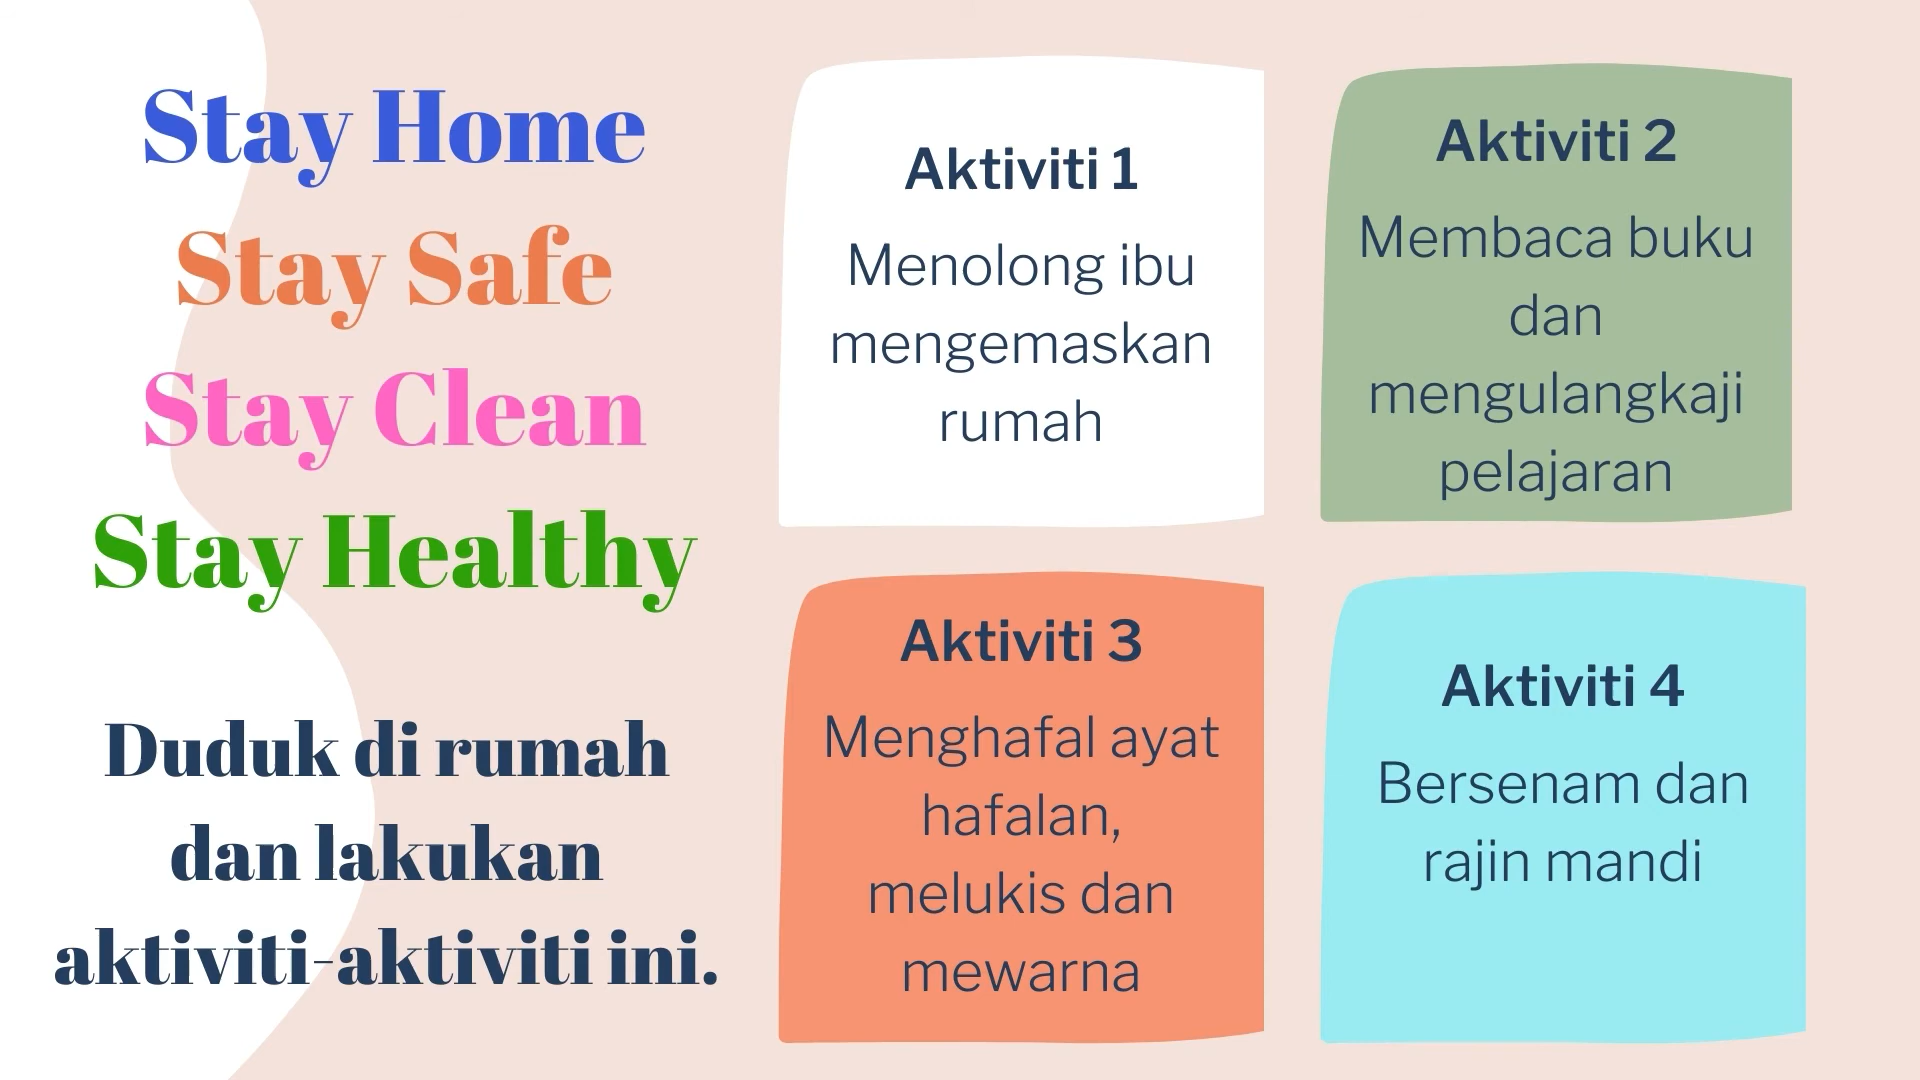 Stay Home
Stay Safe
Stay Clean
Stay Healthy
Duduk di rumah
dan lakukan
aktiviti-aktiviti ini.
Aktiviti 1
Menolong ibu
mengemaskan
rumah
Aktiviti 2
Membaca buku
dan
mengulangkaji
pelajaran
Aktiviti 3
Menghafal ayat
hafalan,
melukis dan
mewarna
Aktiviti 4
Bersenam dan
rajin mandi